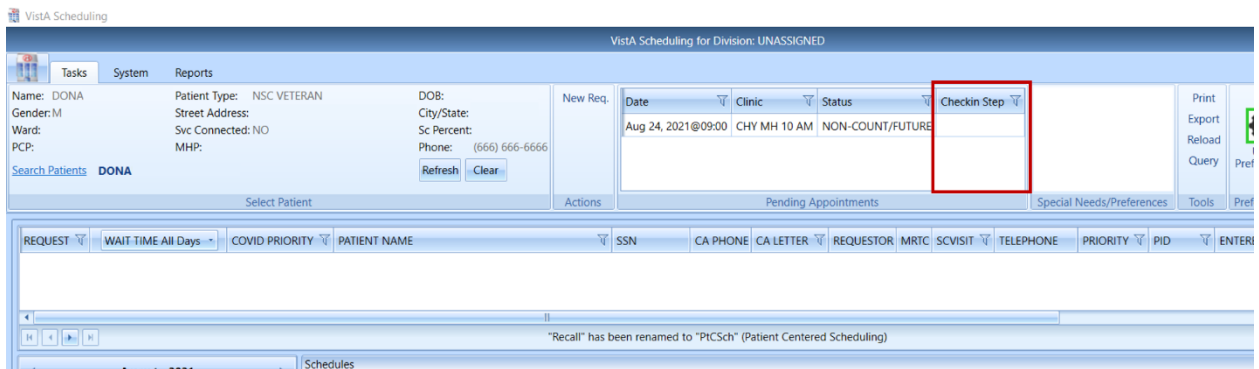 VistA Scheduling
VistA Scheduling for Division: UNASSIGNED
Tasks System Reports
Name: DONA Patient Type: NSC VETERAN DOB:
Gender: M Street Address: City/State:
Ward: Svc Connected: NO Sc Percent:
PCP: MHP: Phone: (666) 666-6666
Search Patients DONA Refresh Clear
Select Patient
New Req.
Actions
Date Clinic Status Checkin Step
Aug 24, 2021@09:00 CHY MH 10 AM NON-COUNT/FUTURE
Pending Appointments
Special Needs/Preferences
Print
Export
Reload
Query
Tools
REQUEST WAIT TIME All Days COVID PRIORITY PATIENT NAME SSN CA PHONE CA LETTER REQUESTOR MRTC SCVISIT TELEPHONE PRIORITY PID
"Recall" has been renamed to "PtCSch" (Patient Centered Scheduling)
Schedules